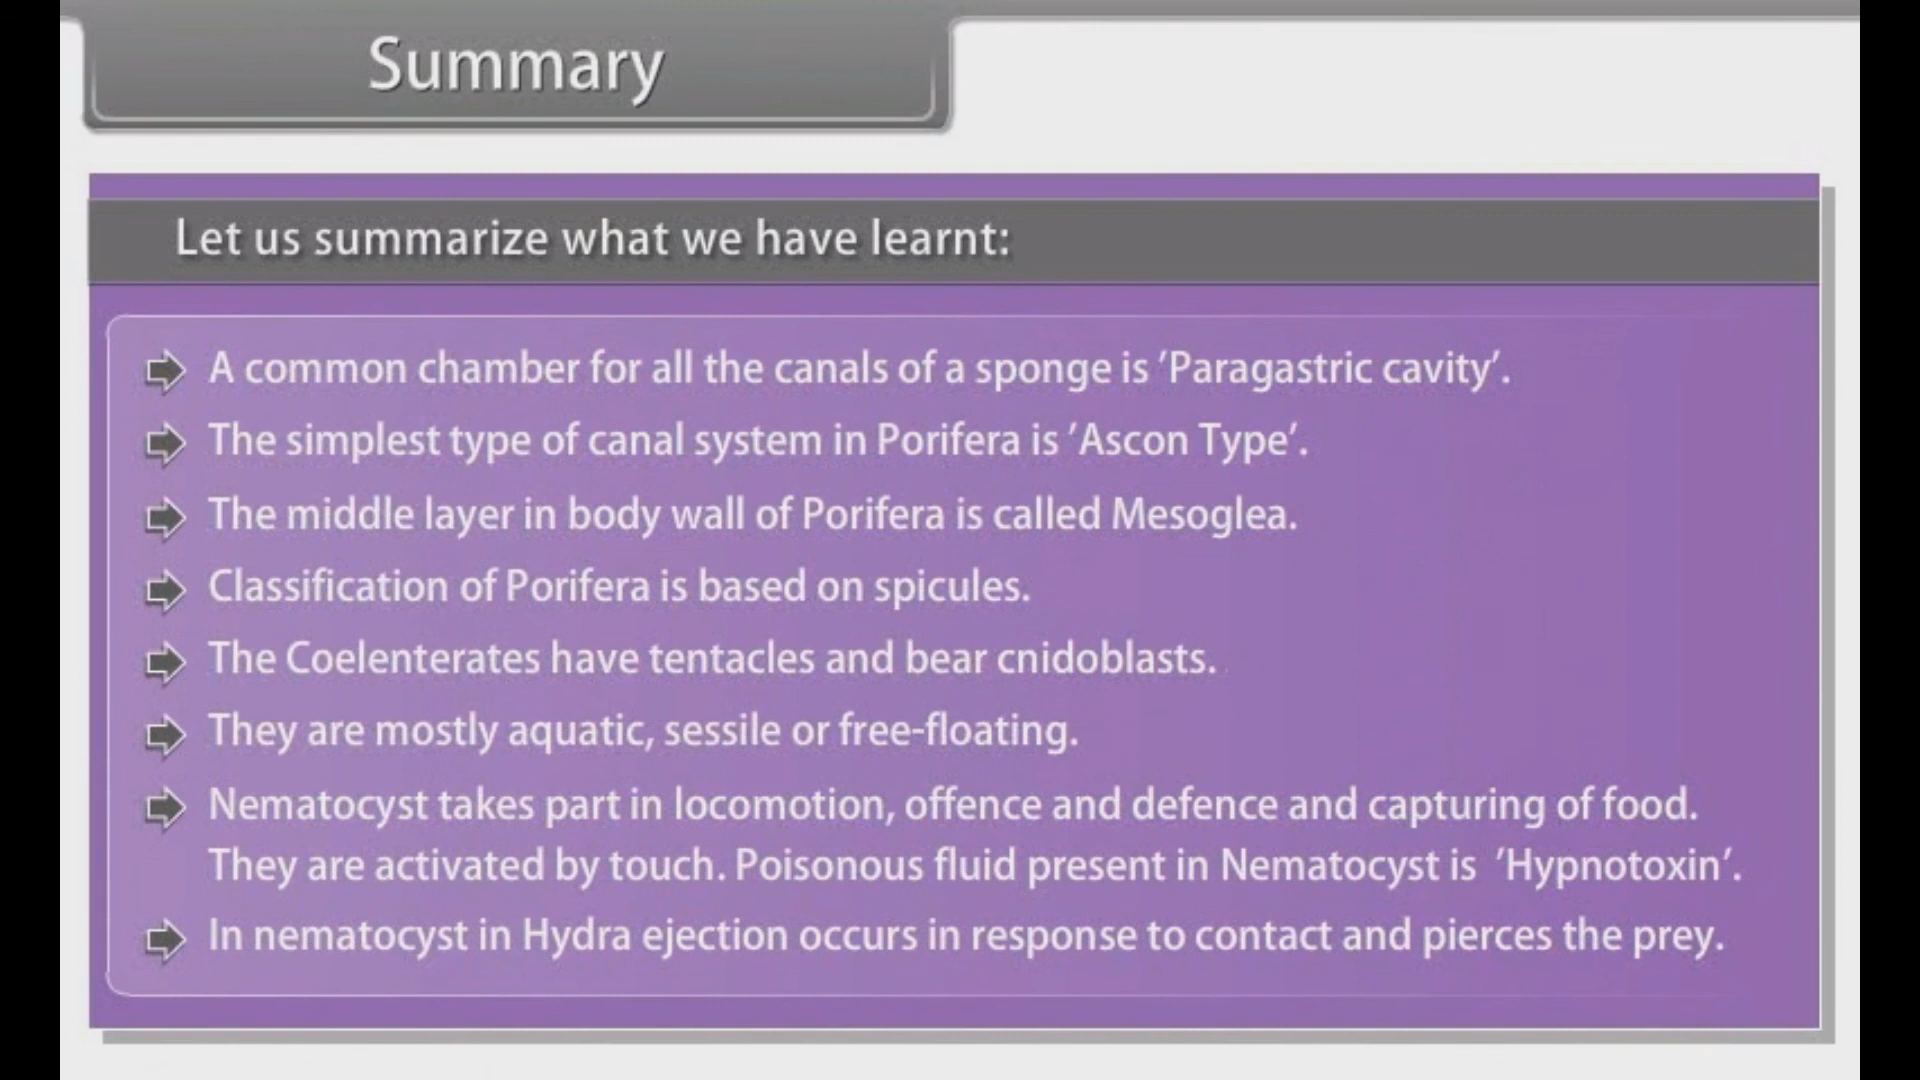 Summary
Let us summarize what we have learnt:
A common chamber for all the canals of a sponge is 'Paragastric cavity'.
The simplest type of canal system in Porifera is 'Ascon Type'.
The middle layer in body wall of Porifera is called Mesoglea.
Classification of Porifera is based on spicules.
The Coelenterates have tentacles and bear cnidoblasts.
They are mostly aquatic, sessile or free-floating.
Nematocyst takes part in locomotion, offence and defence and capturing of food.
They are activated by touch. Poisonous fluid present in Nematocyst is 'Hypnotoxin'.
In nematocyst in Hydra ejection occurs in response to contact and pierces the prey.